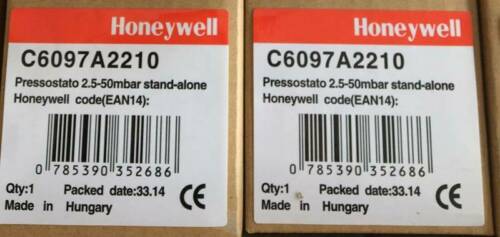 Honeywell
C6097A2210
Pressostato 2.5-50mbar stand-alone
Honeywell code(EAN14):
0 785390 352686
Qty:1 Packed date:33.14
Made in Hungary
CE
Honeywell
C6097A2210
Pressostato 2.5-50mbar stand-alone
Honeywell code(EAN14):
0 785390 352686
Qty:1 Packed date:33.14
Made in Hungary
CE